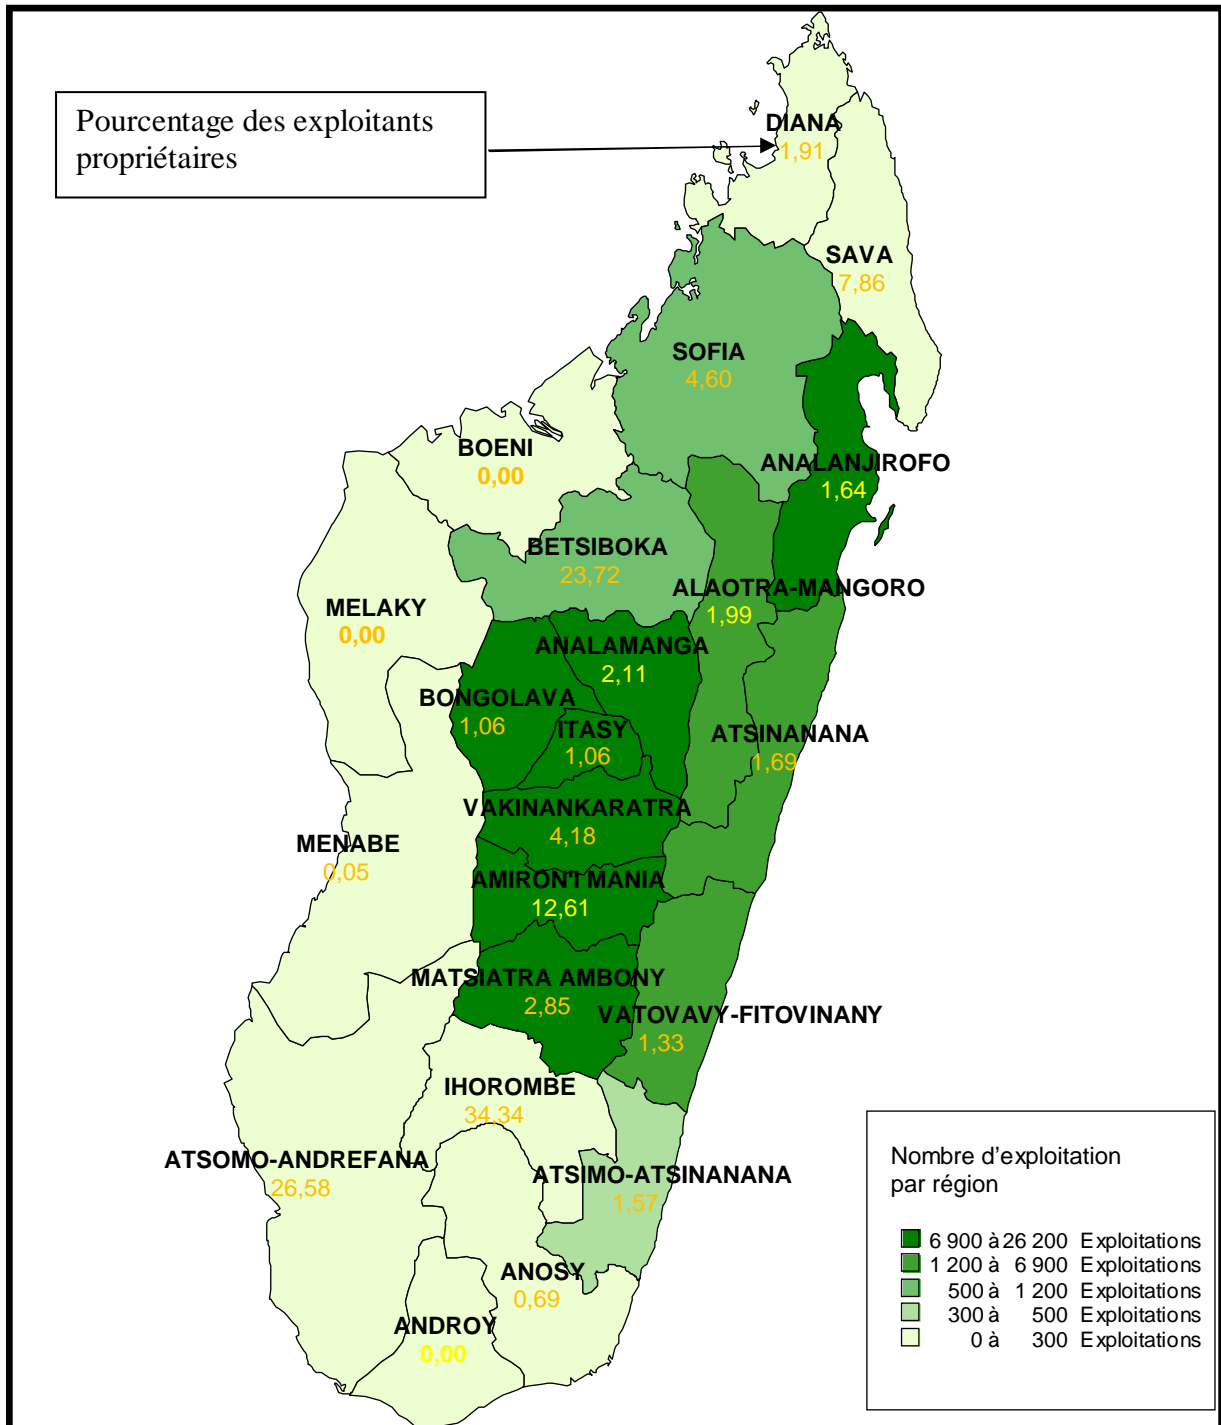 Pourcentage des exploitants
propriétaires
DIANA
1,91
SAVA
7,86
SOFIA
4,60
BOENI
0,00
ANALANJIROFO
1,64
BETSIBOKA
23,72
ALAOTRA-MANGORO
1,99
MELAKY
0,00
ANALAMANGA
2,11
BONGOLAVA
1,06
ITASY
1,06
ATSINANANA
1,69
VAKINANKARATRA
4,18
MENABE
0,05
AMIRON'I MANIA
12,61
MATSIATRA AMBONY
2,85
VATOVAVY-FITOVINANY
1,33
IHOROMBE
34,34
ATSOMO-ANDREFANA
26,58
ATSIMO-ATSINANANA
1,57
ANOSY
0,69
ANDROY
0,00
Nombre d'exploitation
par région
6 900 à 26 200 Exploitations
1 200 à 6 900 Exploitations
500 à 1 200 Exploitations
300 à 500 Exploitations
0 à 300 Exploitations